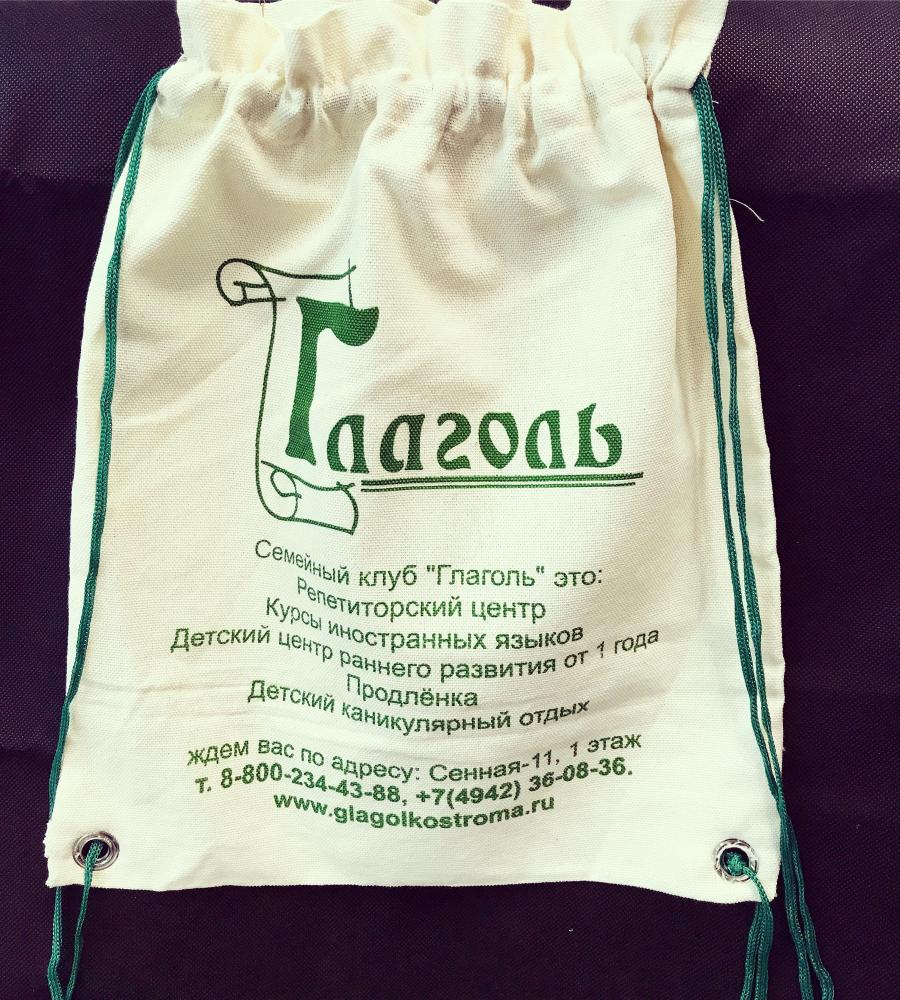 Глаголь
Семейный клуб "Глаголь" это:
Репетиторский центр
Курсы иностранных языков
Детский центр раннего развития от 1 года
Продлёнка
Детский каникулярный отдых
ждем вас по адресу: Сенная-11, 1 этаж
т. 8-800-234-43-88, +7(4942) 36-08-36.
www.glagolkostroma.ru